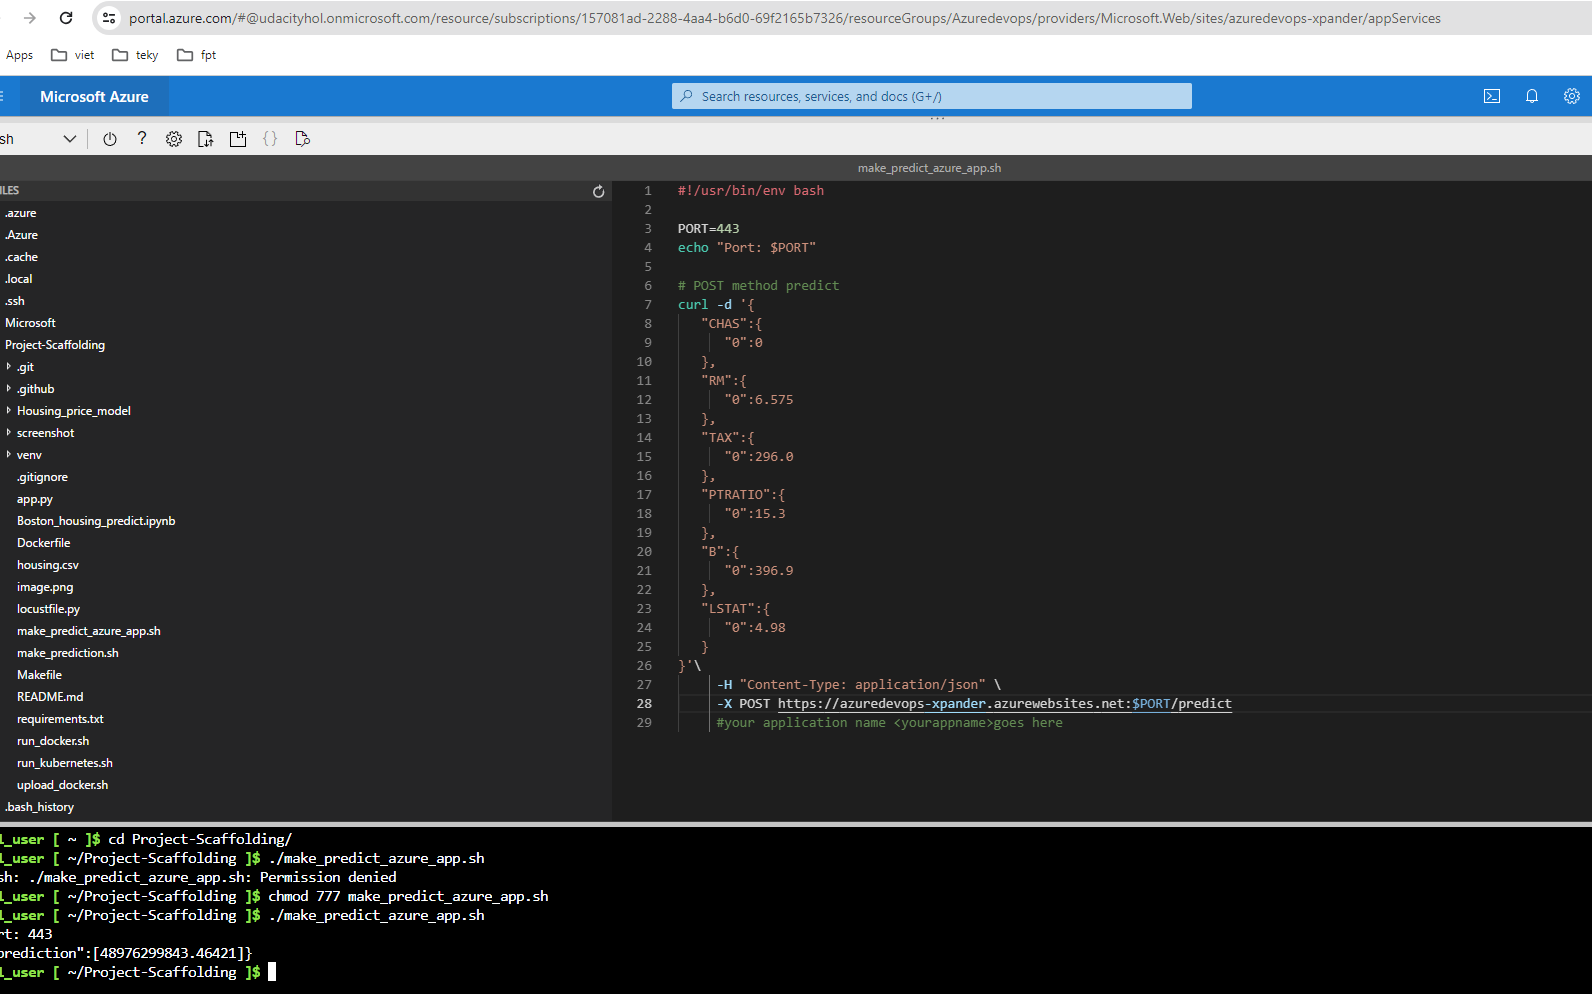 portal.azure.com/#@udacityhol.onmicrosoft.com/resource/subscriptions/157081ad-2288-4aa4-b6d0-69f2165b7326/resourceGroups/Azuredevops/providers/Microsoft.Web/sites/azuredevops-xpander/appServices
Apps viet teky fpt
Microsoft Azure Search resources, services, and docs (G+/)
sh
make_predict_azure_app.sh
ILES
.azure
.Azure
.cache
.local
.ssh
Microsoft
Project-Scaffolding
.git
.github
Housing_price_model
screenshot
venv
.gitignore
app.py
Boston_housing_predict.ipynb
Dockerfile
housing.csv
image.png
locustfile.py
make_predict_azure_app.sh
make_prediction.sh
Makefile
README.md
requirements.txt
run_docker.sh
run_kubernetes.sh
upload_docker.sh
.bash_history
1 #!/usr/bin/env bash
2
3 PORT=443
4 echo "Port: $PORT"
5
6 # POST method predict
7 curl -d '{
8 "CHAS":{
9 "0":0
10 },
11 "RM":{
12 "0":6.575
13 },
14 "TAX":{
15 "0":296.0
16 },
17 "PTRATIO":{
18 "0":15.3
19 },
20 "B":{
21 "0":396.9
22 },
23 "LSTAT":{
24 "0":4.98
25 }
26 }'\
27 -H "Content-Type: application/json" \
28 -X POST https://azuredevops-xpander.azurewebsites.net:$PORT/predict
29 #your application name <yourappname>goes here
l_user [ ~ ]$ cd Project-Scaffolding/
l_user [ ~/Project-Scaffolding ]$ ./make_predict_azure_app.sh
sh: ./make_predict_azure_app.sh: Permission denied
l_user [ ~/Project-Scaffolding ]$ chmod 777 make_predict_azure_app.sh
l_user [ ~/Project-Scaffolding ]$ ./make_predict_azure_app.sh
rt: 443
prediction":[48976299843.46421]}
l_user [ ~/Project-Scaffolding ]$